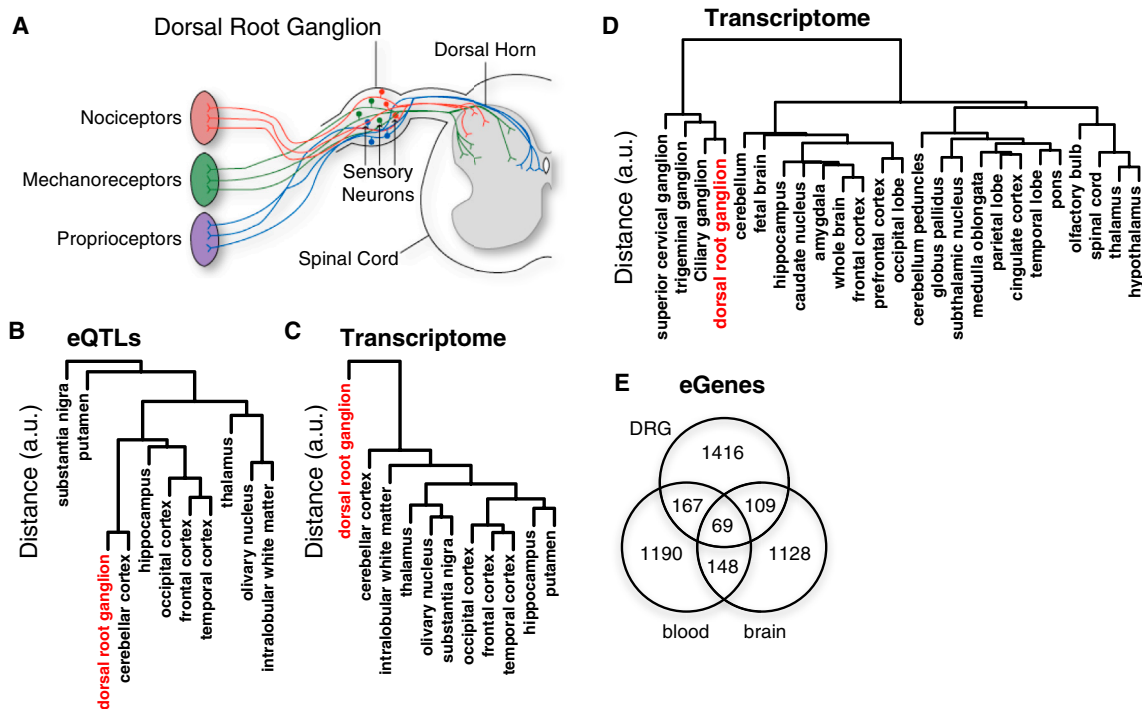 A
Dorsal Root Ganglion
Dorsal Horn
Nociceptors
Mechanoreceptors
Proprioceptors
Sensory
Neurons
Spinal Cord
B
eQTLs
Distance (a.u.)
substantia nigra
putamen
dorsal root ganglion
cerebellar cortex
hippocampus
occipital cortex
frontal cortex
temporal cortex
thalamus
olivary nucleus
intralobular white matter
C
Transcriptome
Distance (a.u.)
dorsal root ganglion
cerebellar cortex
intralobular white matter
thalamus
olivary nucleus
substantia nigra
occipital cortex
frontal cortex
temporal cortex
hippocampus
putamen
D
Transcriptome
Distance (a.u.)
superior cervical ganglion
trigeminal ganglion
Ciliary ganglion
dorsal root ganglion
cerebellum
fetal brain
hippocampus
caudate nucleus
amygdala
whole brain
frontal cortex
prefrontal cortex
occipital lobe
cerebellum peduncles
globus pallidus
subthalamic nucleus
medulla oblongata
parietal lobe
cingulate cortex
temporal lobe
pons
olfactory bulb
spinal cord
thalamus
hypothalamus
E
eGenes
DRG
1416
167
109
69
1190
1128
148
blood
brain